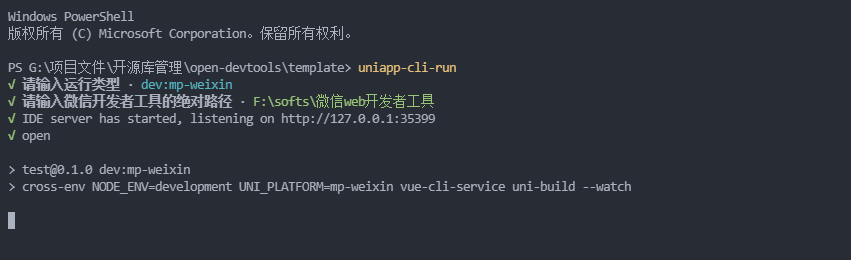 Windows PowerShell
版权所有 (C) Microsoft Corporation。保留所有权利。
PS G:\项目文件\开源库管理\open-devtools\template> uniapp-cli-run
√ 请输入运行类型 · dev:mp-weixin
√ 请输入微信开发者工具的绝对路径 · F:\softs\微信web开发者工具
√ IDE server has started, listening on http://127.0.0.1:35399
√ open
> test@0.1.0 dev:mp-weixin
> cross-env NODE_ENV=development UNI_PLATFORM=mp-weixin vue-cli-service uni-build --watch